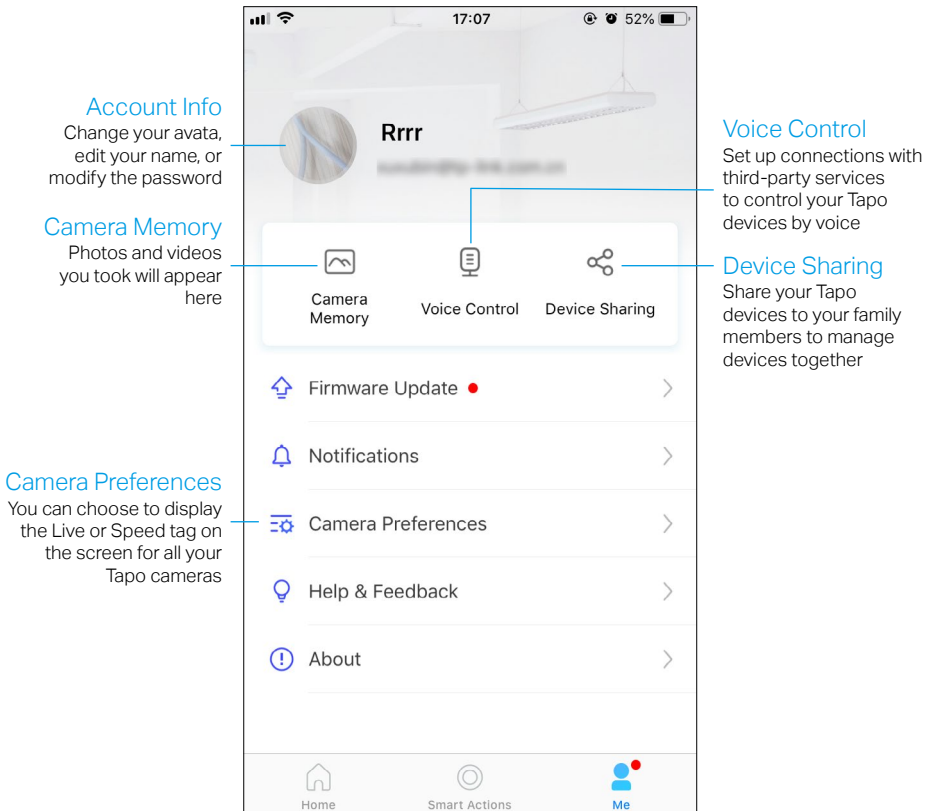 17:07
52%
Rrrr
Account Info
Change your avata,
edit your name, or
modify the password
Camera Memory
Photos and videos
you took will appear
here
Voice Control
Set up connections with
third-party services
to control your Tapo
devices by voice
Device Sharing
Share your Tapo
devices to your family
members to manage
devices together
Camera
Memory
Voice Control
Device Sharing
Firmware Update
Notifications
Camera Preferences
You can choose to display
the Live or Speed tag on
the screen for all your
Tapo cameras
Camera Preferences
Help & Feedback
About
Home
Smart Actions
Me